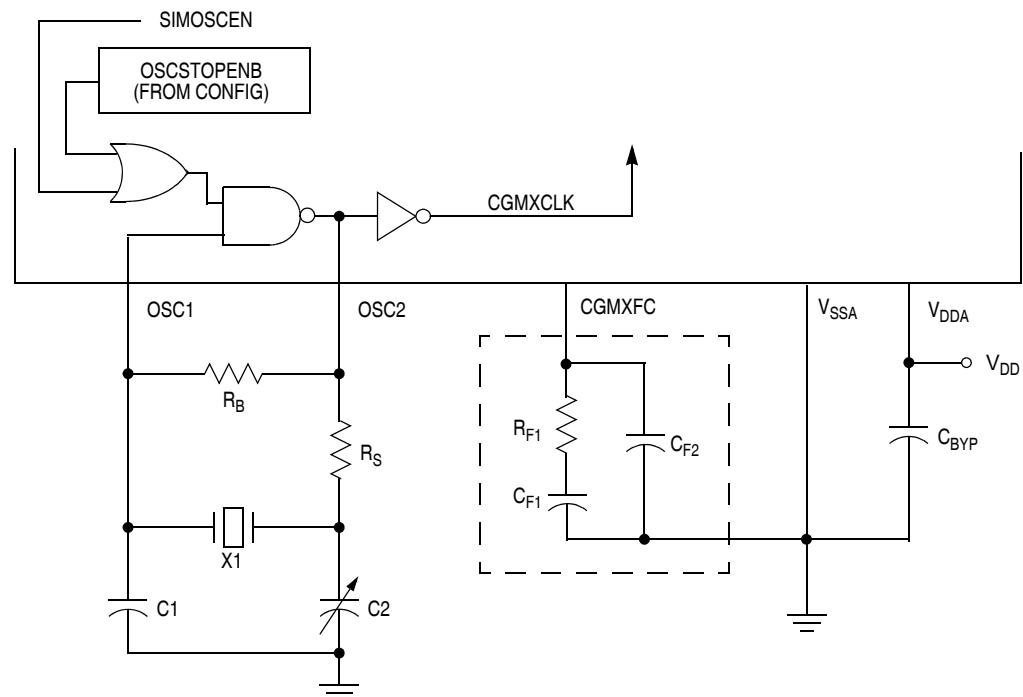 SIMOSCEN
OSCSTOPENB
(FROM CONFIG)
CGMXCLK
OSC1
OSC2
CGMXFC
VSSA
VDDA
VDD
RB
RF1
CF2
CBYP
RS
CF1
X1
C1
C2